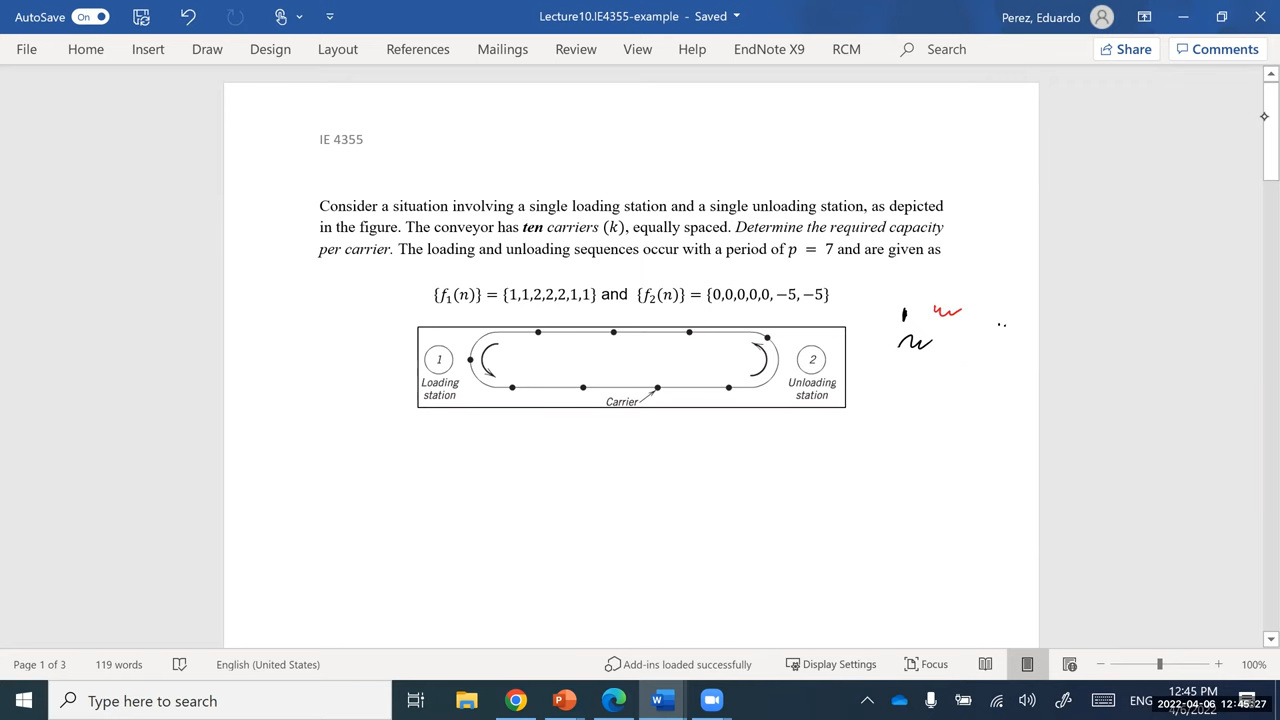 AutoSave On Lecture10.IE4355-example - Saved Perez, Eduardo
File Home Insert Draw Design Layout References Mailings Review View Help EndNote X9 RCM Search Share Comments
IE 4355
Consider a situation involving a single loading station and a single unloading station, as depicted
in the figure. The conveyor has ten carriers (k), equally spaced. Determine the required capacity
per carrier. The loading and unloading sequences occur with a period of p = 7 and are given as
{f₁(n)} = {1,1,2,2,2,1,1} and {f₂(n)} = {0,0,0,0,0,−5,−5}
1 2
Loading Unloading
station station
Carrier
Page 1 of 3 119 words English (United States) Add-ins loaded successfully Display Settings Focus 100%
Type here to search ENG 12:45 PM
2022-04-06 12:45:27